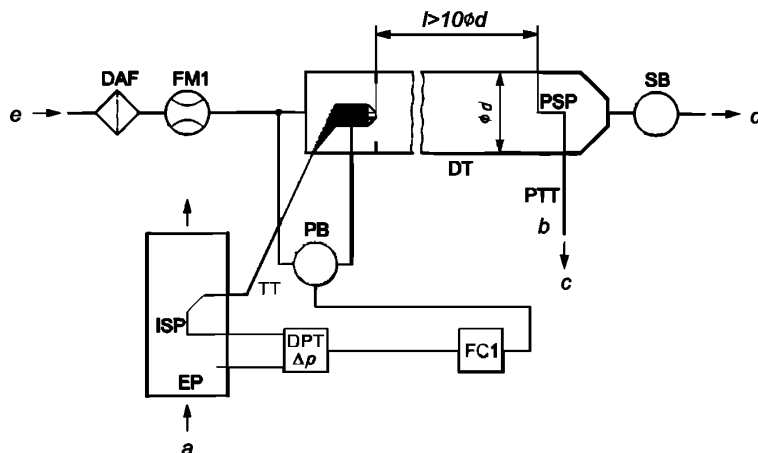 l>10ϕd
DAF
FM1
SB
e
ϕd
PSP
d
DT
PTT
b
PB
c
TT
ISP
DPT
Δp
FC1
EP
a